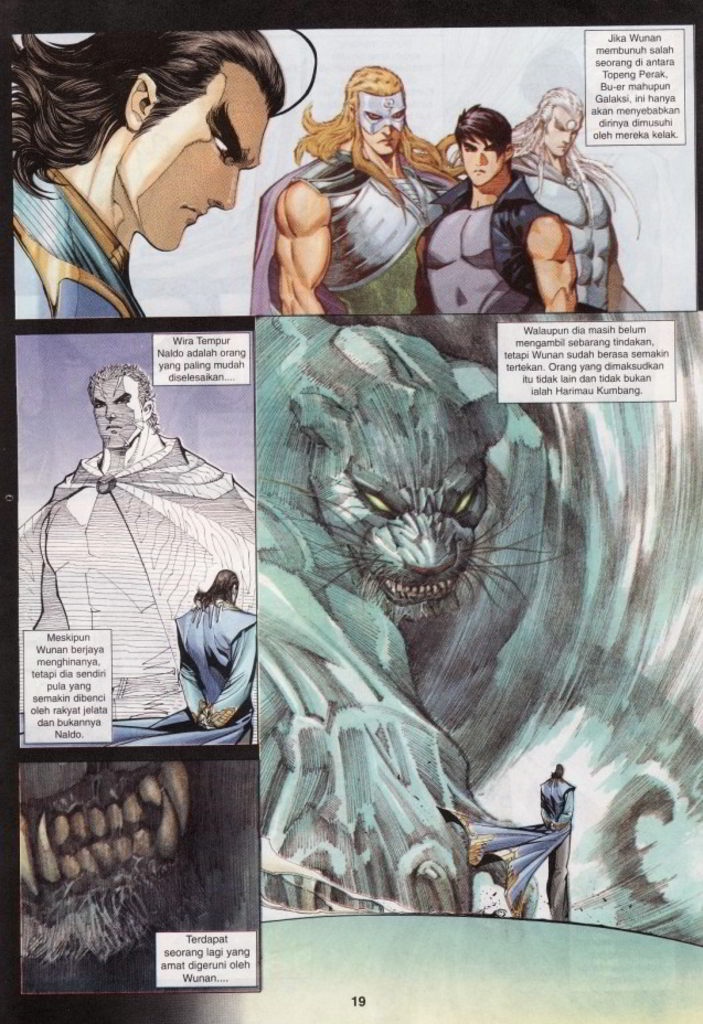 Jika Wunan
membunuh salah
seorang di antara
Topeng Perak,
Bu-er mahupun
Galaksi, ini hanya
akan menyebabkan
dirinya dimusuhi
oleh mereka kelak.
Wira Tempur
Naldo adalah orang
yang paling mudah
diselesaikan....
Meskipun
Wunan berjaya
menghinanya,
tetapi dia sendiri
pula yang
semakin dibenci
oleh rakyat jelata
dan bukannya
Naldo.
Terdapat
seorang lagi yang
amat digeruni oleh
Wunan....
Walaupun dia masih belum
mengambil sebarang tindakan,
tetapi Wunan sudah berasa semakin
tertekan. Orang yang dimaksudkan
itu tidak lain dan tidak bukan
ialah Harimau Kumbang.
19